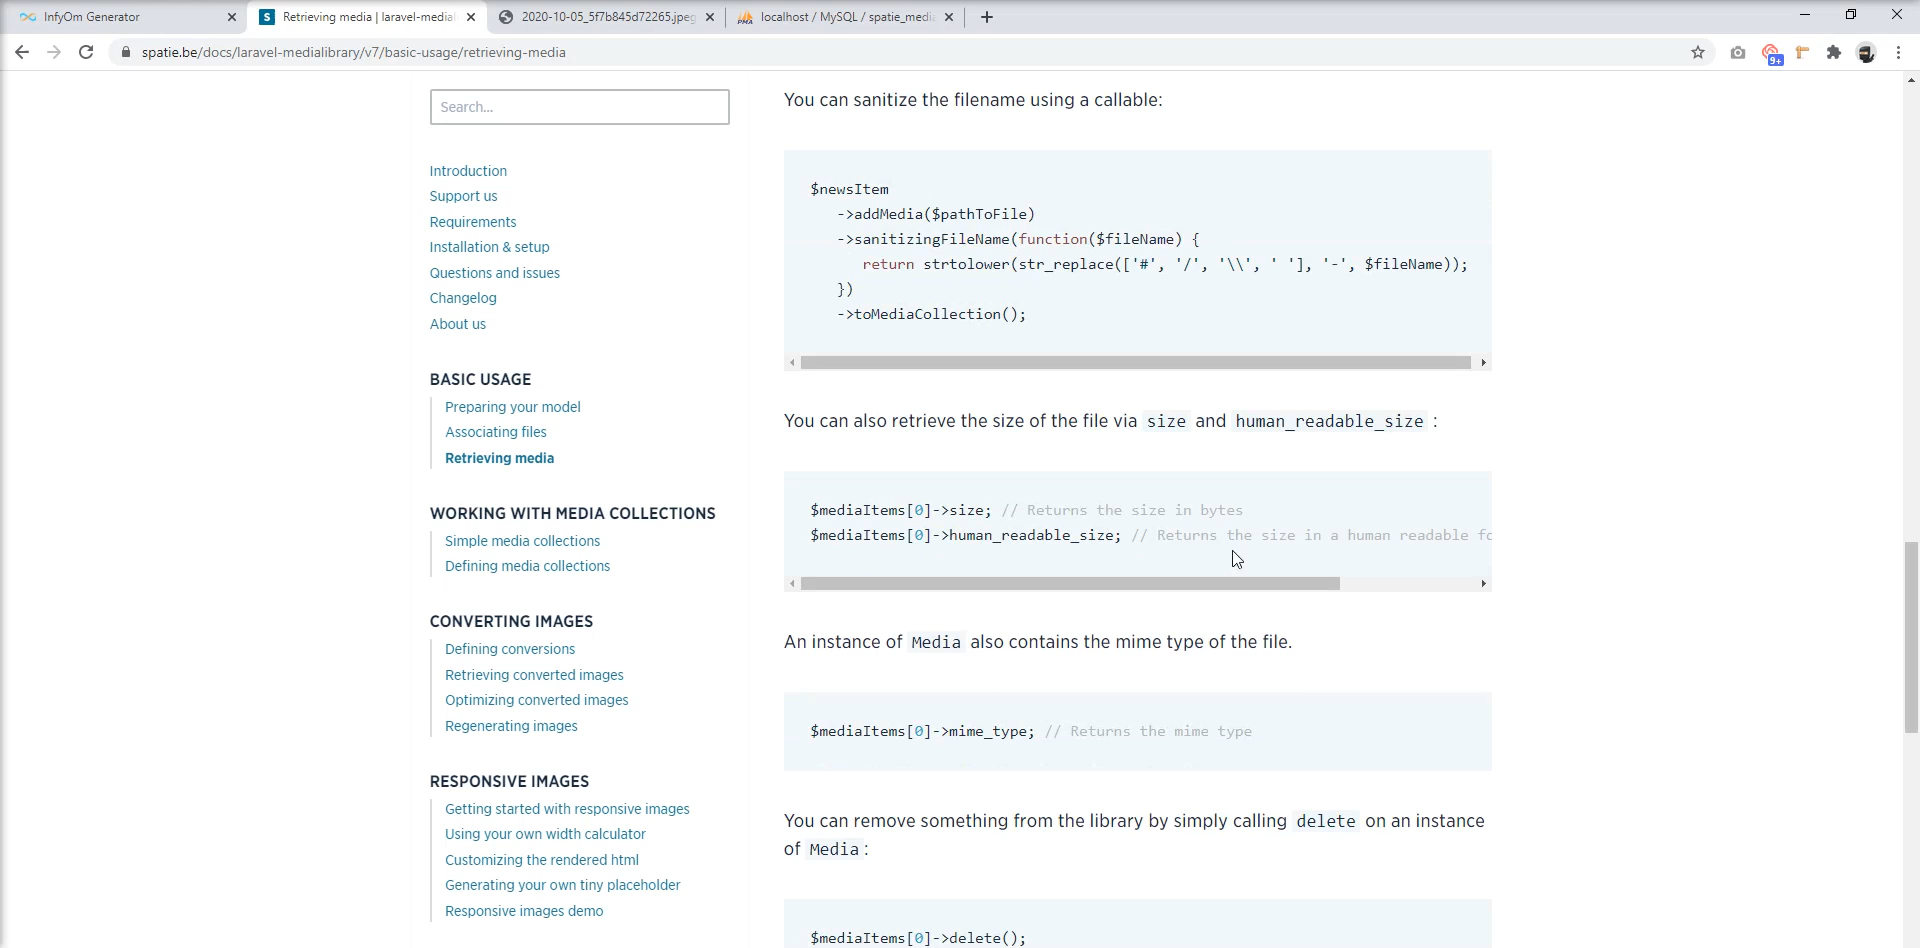 InfyOm Generator
Retrieving media | laravel-medial
2020-10-05_5f7b845d72265.jpeg
localhost / MySQL / spatie_media
spatie.be/docs/laravel-medialibrary/v7/basic-usage/retrieving-media
9+
Search...
Introduction
Support us
Requirements
Installation & setup
Questions and issues
Changelog
About us
BASIC USAGE
Preparing your model
Associating files
Retrieving media
WORKING WITH MEDIA COLLECTIONS
Simple media collections
Defining media collections
CONVERTING IMAGES
Defining conversions
Retrieving converted images
Optimizing converted images
Regenerating images
RESPONSIVE IMAGES
Getting started with responsive images
Using your own width calculator
Customizing the rendered html
Generating your own tiny placeholder
Responsive images demo
You can sanitize the filename using a callable:
$newsItem
->addMedia($pathToFile)
->sanitizingFileName(function($fileName) {
return strtolower(str_replace(['#', '/', '\\', ' '], '-', $fileName));
})
->toMediaCollection();
You can also retrieve the size of the file via size and human_readable_size :
$mediaItems[0]->size; // Returns the size in bytes
$mediaItems[0]->human_readable_size; // Returns the size in a human readable fo
An instance of Media also contains the mime type of the file.
$mediaItems[0]->mime_type; // Returns the mime type
You can remove something from the library by simply calling delete on an instance
of Media :
$mediaItems[0]->delete();